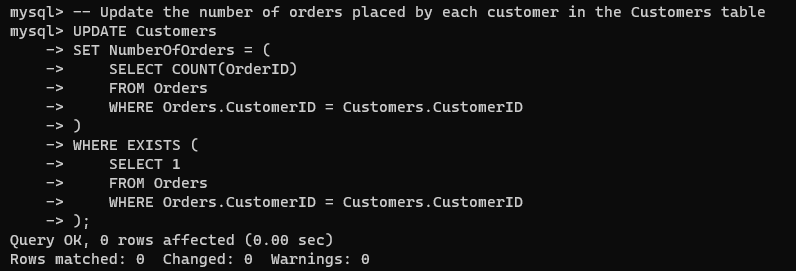 mysql> -- Update the number of orders placed by each customer in the Customers table
mysql> UPDATE Customers
    -> SET NumberOfOrders = (
    ->     SELECT COUNT(OrderID)
    ->     FROM Orders
    ->     WHERE Orders.CustomerID = Customers.CustomerID
    -> )
    -> WHERE EXISTS (
    ->     SELECT 1
    ->     FROM Orders
    ->     WHERE Orders.CustomerID = Customers.CustomerID
    -> );
Query OK, 0 rows affected (0.00 sec)
Rows matched: 0  Changed: 0  Warnings: 0